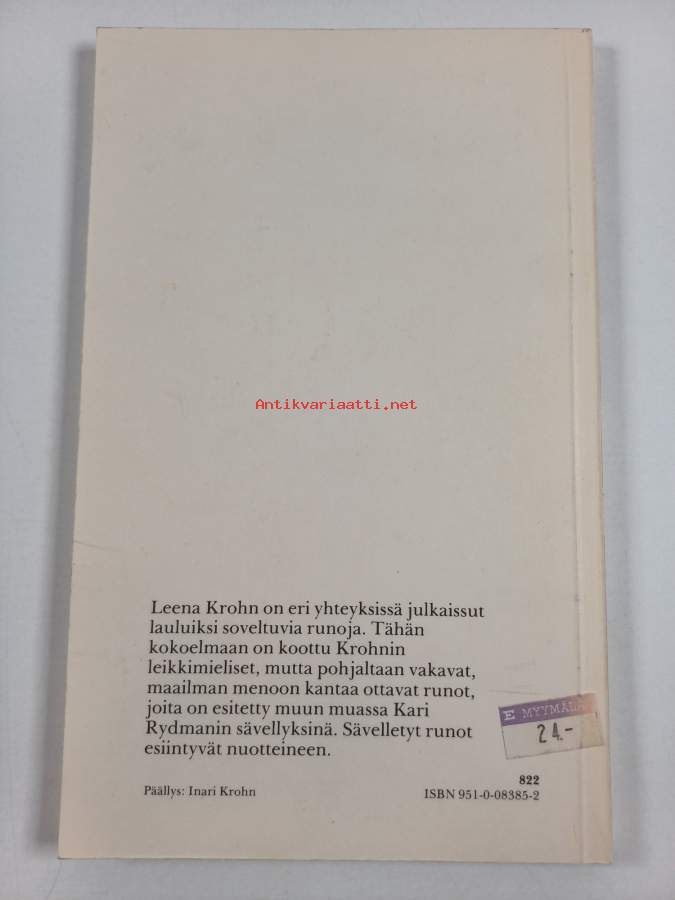 Antikvariaatti.net
Leena Krohn on eri yhteyksissä julkaissut
lauluiksi soveltuvia runoja. Tähän
kokoelmaan on koottu Krohnin
leikkimieliset, mutta pohjaltaan vakavat,
maailman menoon kantaa ottavat runot,
joita on esitetty muun muassa Kari
Rydmanin sävellyksinä. Sävelletyt runot
esiintyvät nuotteineen.
E MYYMÄLÄ
24.-
822
Päällys: Inari Krohn
ISBN 951-0-08385-2